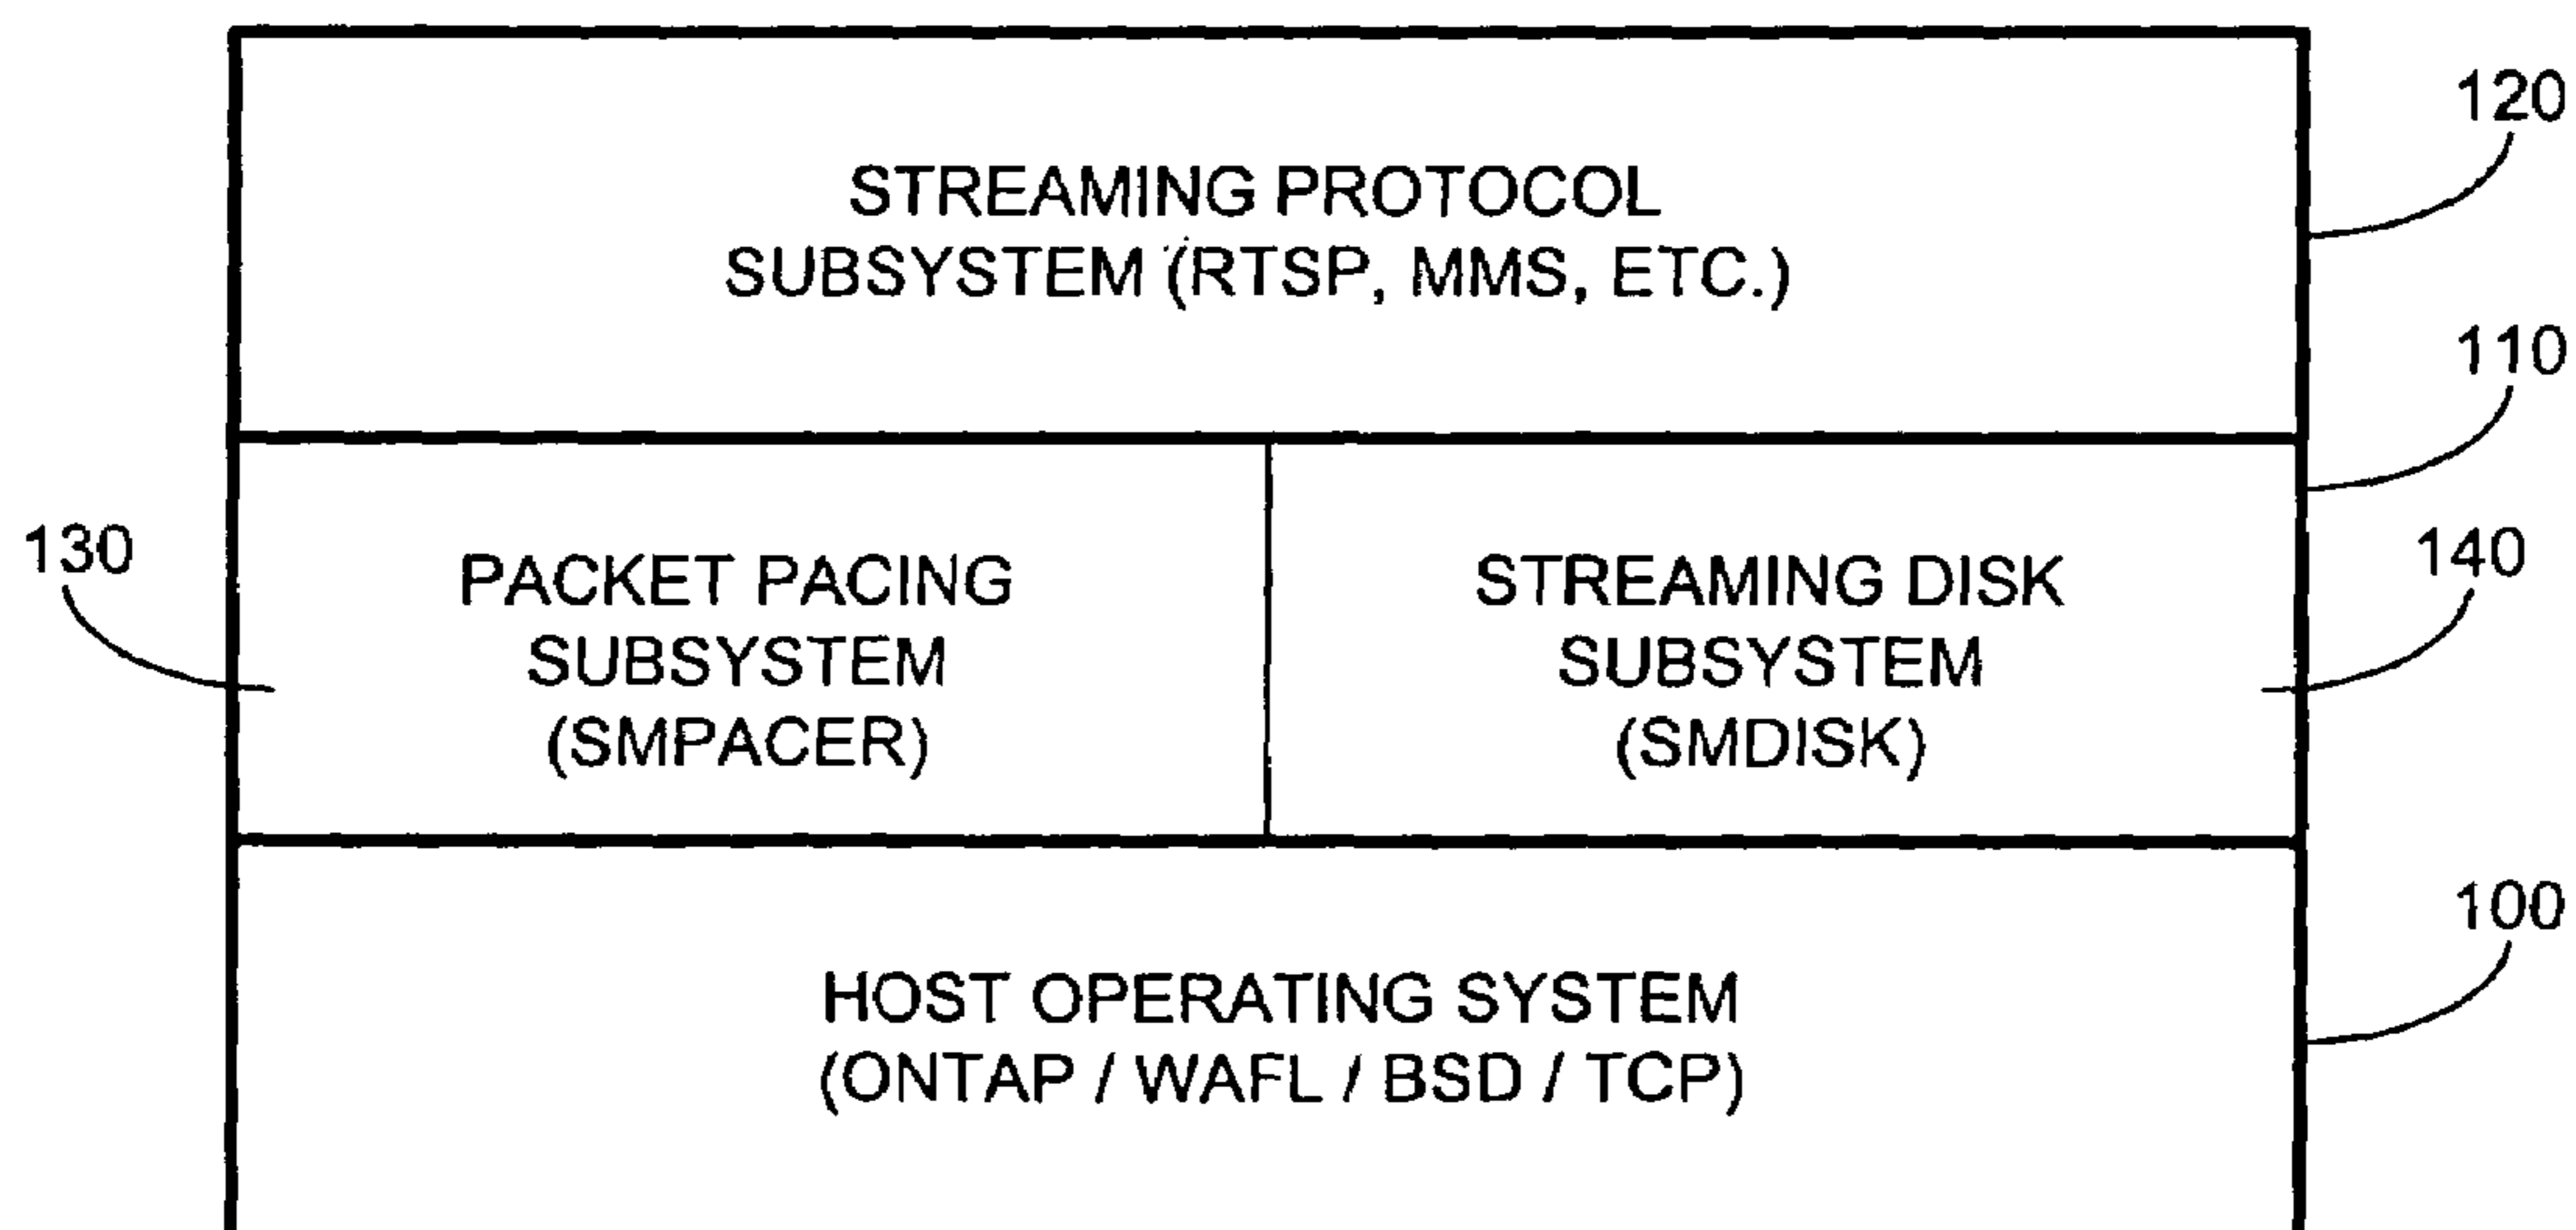 120
STREAMING PROTOCOL
SUBSYSTEM (RTSP, MMS, ETC.)
110
130
PACKET PACING
SUBSYSTEM
(SMPACER)
140
STREAMING DISK
SUBSYSTEM
(SMDISK)
100
HOST OPERATING SYSTEM
(ONTAP / WAFL / BSD / TCP)